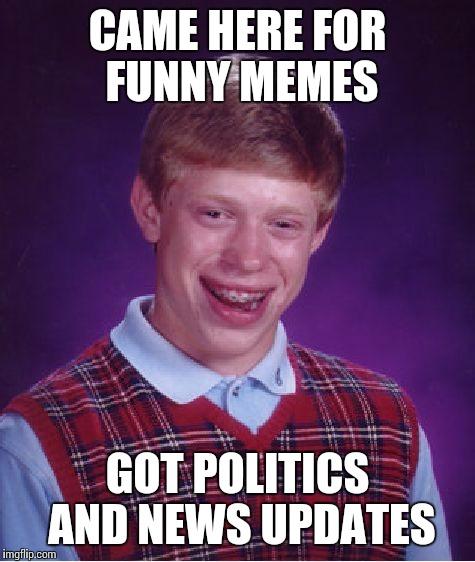 CAME HERE FOR
FUNNY MEMES
GOT POLITICS
AND NEWS UPDATES
imgflip.com